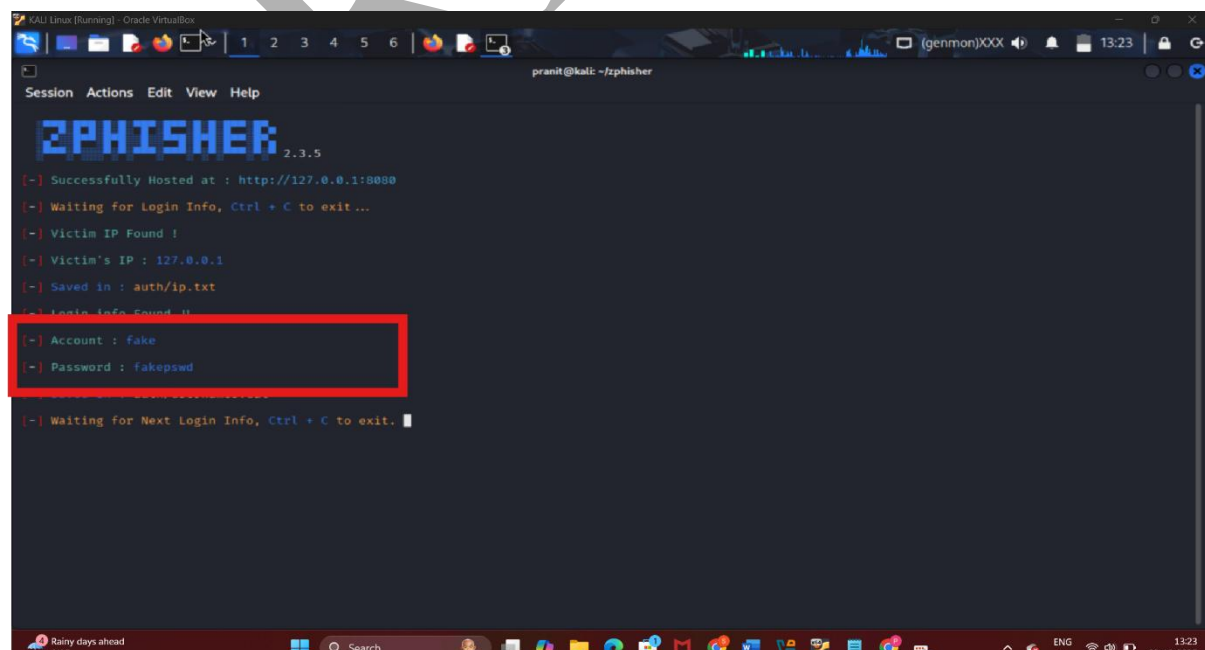 KALI Linux [Running] - Oracle VirtualBox
1 2 3 4 5 6 (genmon)XXX 13:23
pranit@kali: ~/zphisher
Session Actions Edit View Help
ZPHISHER 2.3.5
[-] Successfully Hosted at : http://127.0.0.1:8080
[-] Waiting for Login Info, Ctrl + C to exit...
[-] Victim IP Found !
[-] Victim's IP : 127.0.0.1
[-] Saved in : auth/ip.txt
[-] Login info Found !!
[-] Account : fake
[-] Password : fakepswd
[-] Waiting for Next Login Info, Ctrl + C to exit.
Rainy days ahead
Search
ENG
13:23